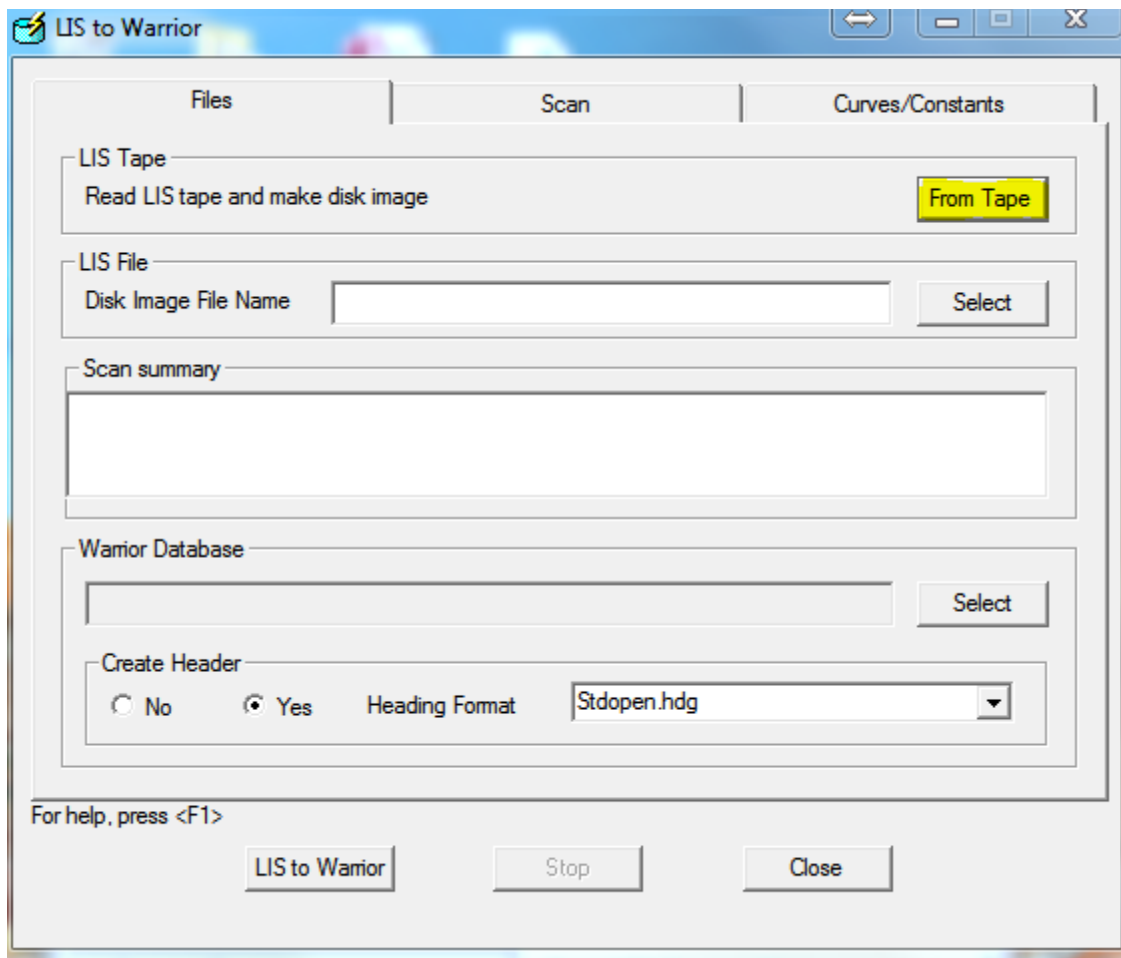 LIS to Warrior
Files Scan Curves/Constants
LIS Tape
Read LIS tape and make disk image From Tape
LIS File
Disk Image File Name Select
Scan summary
Warrior Database
Select
Create Header
No Yes Heading Format Stdopen.hdg
For help, press <F1>
LIS to Warrior Stop Close